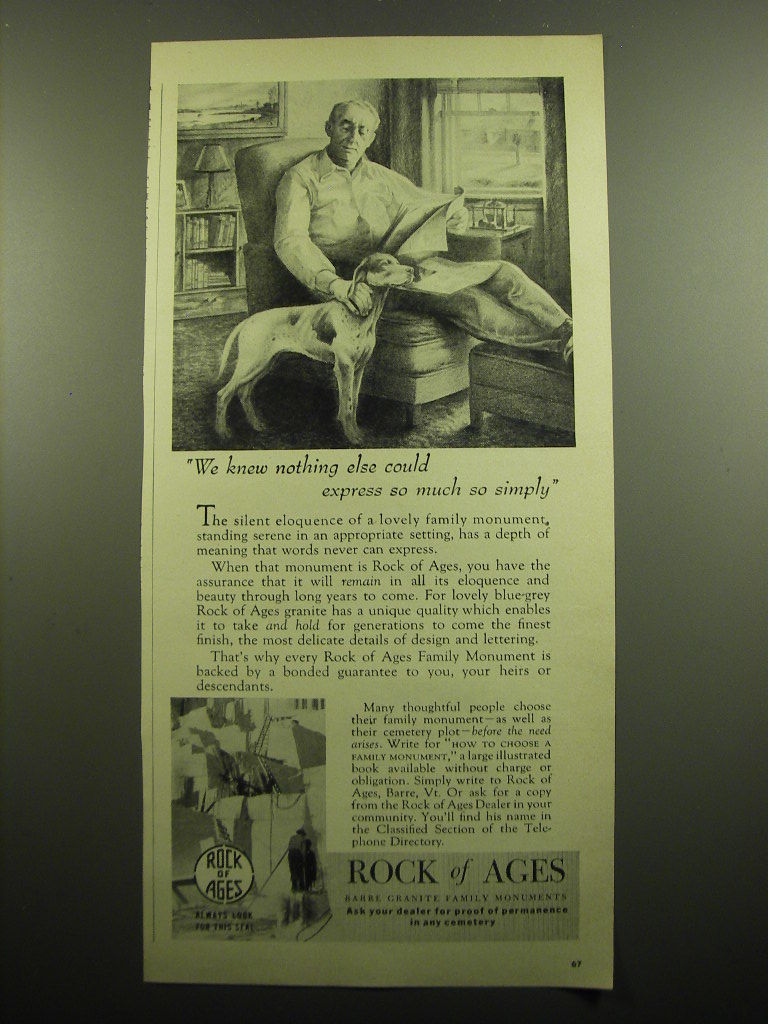 "We knew nothing else could
express so much so simply"
The silent eloquence of a lovely family monument,
standing serene in an appropriate setting, has a depth of
meaning that words never can express.
When that monument is Rock of Ages, you have the
assurance that it will remain in all its eloquence and
beauty through long years to come. For lovely blue-grey
Rock of Ages granite has a unique quality which enables
it to take and hold for generations to come the finest
finish, the most delicate details of design and lettering.
That's why every Rock of Ages Family Monument is
backed by a bonded guarantee to you, your heirs or
descendants.
Many thoughtful people choose
their family monument—as well as
their cemetery plot—before the need
arises. Write for "HOW TO CHOOSE A
FAMILY MONUMENT," a large illustrated
book available without charge or
obligation. Simply write to Rock of
Ages, Barre, Vt. Or ask for a copy
from the Rock of Ages Dealer in your
community. You'll find his name in
the Classified Section of the Tele-
phone Directory.
ROCK
OF
AGES
ALWAYS LOOK
FOR THIS SEAL
ROCK of AGES
BARRE GRANITE FAMILY MONUMENTS
Ask your dealer for proof of permanence
in any cemetery
67